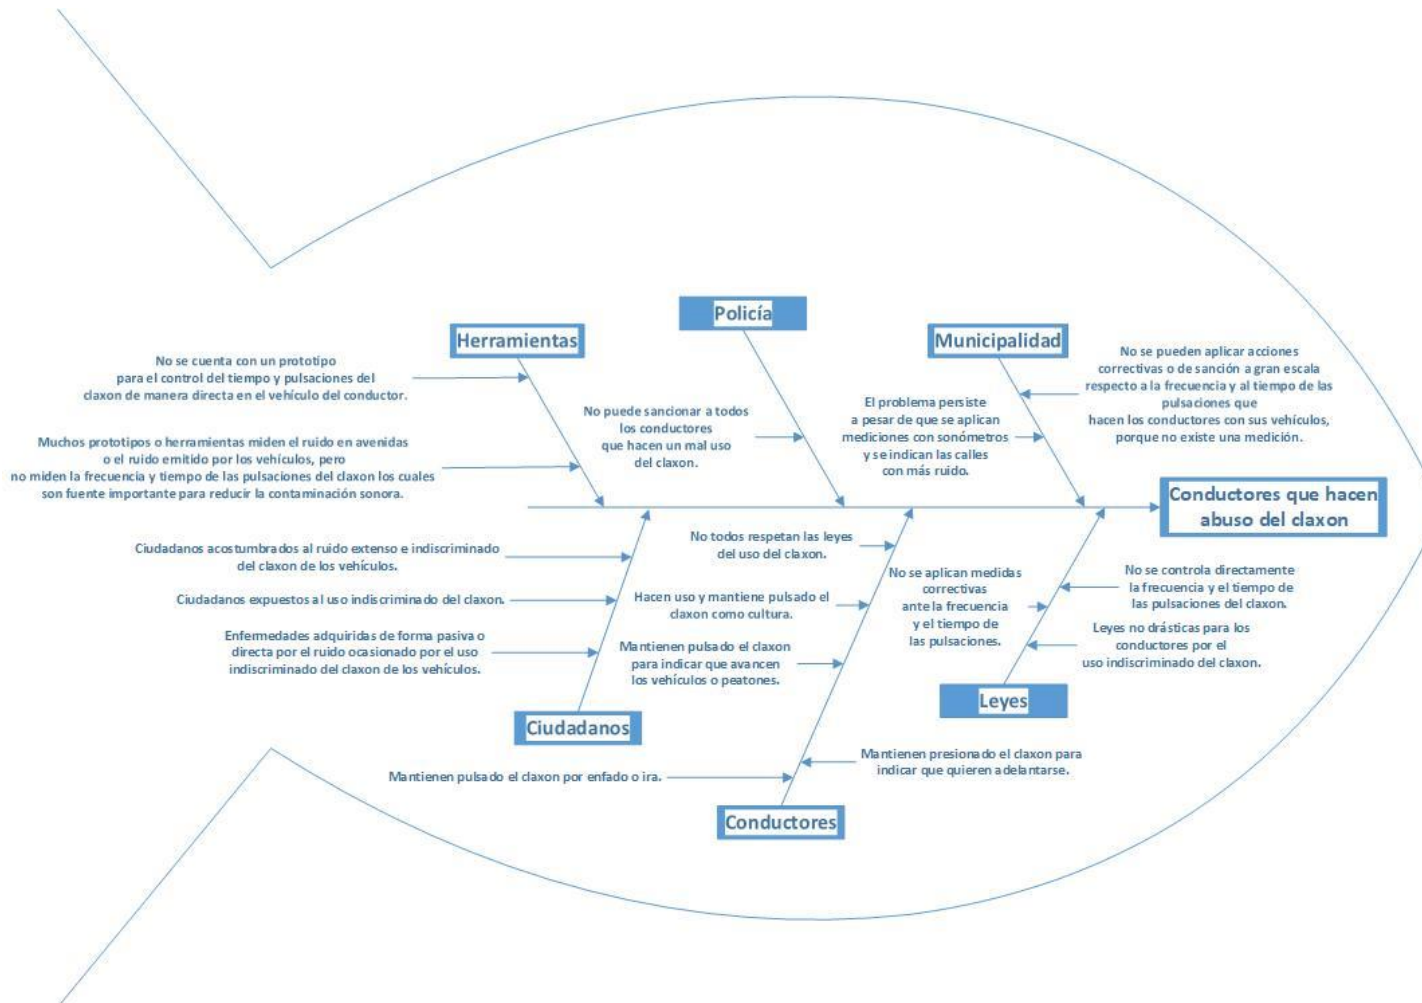 Policía
Herramientas
Municipalidad
No se cuenta con un prototipo
para el control del tiempo y pulsaciones del
claxon de manera directa en el vehículo del conductor.
Muchos prototipos o herramientas miden el ruido en avenidas
o el ruido emitido por los vehículos, pero
no miden la frecuencia y tiempo de las pulsaciones del claxon los cuales
son fuente importante para reducir la contaminación sonora.
No puede sancionar a todos
los conductores
que hacen un mal uso
del claxon.
El problema persiste
a pesar de que se aplican
mediciones con sonómetros
y se indican las calles
con más ruido.
No se pueden aplicar acciones
correctivas o de sanción a gran escala
respecto a la frecuencia y al tiempo de las
pulsaciones que
hacen los conductores con sus vehículos,
porque no existe una medición.
Conductores que hacen
abuso del claxon
Ciudadanos acostumbrados al ruido extenso e indiscriminado
del claxon de los vehículos.
Ciudadanos expuestos al uso indiscriminado del claxon.
Enfermedades adquiridas de forma pasiva o
directa por el ruido ocasionado por el uso
indiscriminado del claxon de los vehículos.
Ciudadanos
No todos respetan las leyes
del uso del claxon.
Hacen uso y mantiene pulsado el
claxon como cultura.
Mantienen pulsado el claxon
para indicar que avancen
los vehículos o peatones.
Mantienen pulsado el claxon por enfado o ira.
Mantienen presionado el claxon para
indicar que quieren adelantarse.
Conductores
No se aplican medidas
correctivas
ante la frecuencia
y el tiempo de
las pulsaciones.
No se controla directamente
la frecuencia y el tiempo de
las pulsaciones del claxon.
Leyes no drásticas para los
conductores por el
uso indiscriminado del claxon.
Leyes